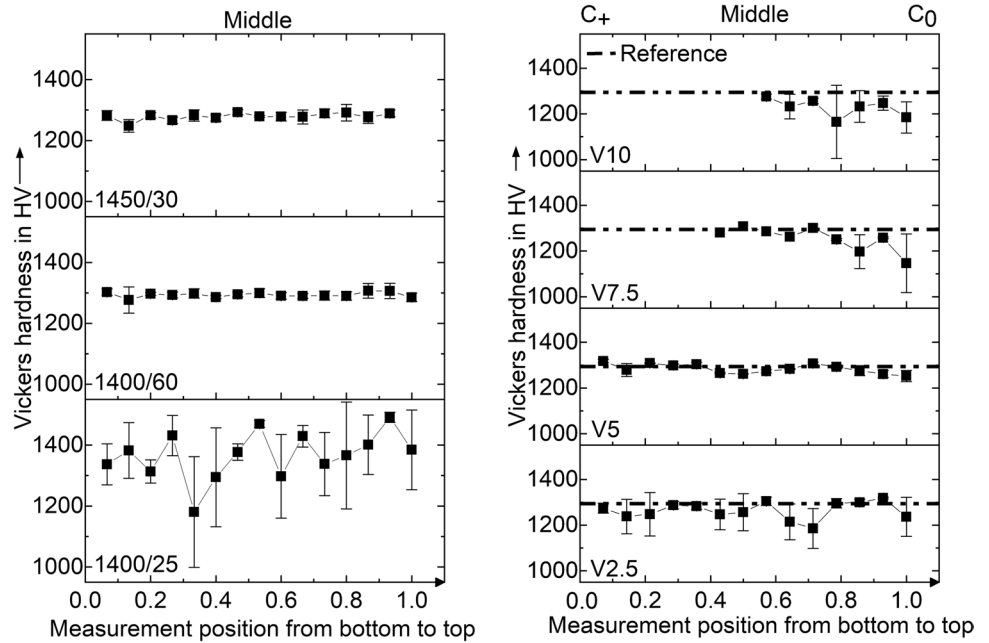 Middle
Vickers hardness in HV
1400
1200
1000
1450/30
1400
1200
1000
1400/60
1400
1200
1000
1400/25
0.0 0.2 0.4 0.6 0.8 1.0
Measurement position from bottom to top
C+ Middle C0
Reference
Vickers hardness in HV
1400
1200
1000
V10
1400
1200
1000
V7.5
1400
1200
1000
V5
1400
1200
1000
V2.5
0.0 0.2 0.4 0.6 0.8 1.0
Measurement position from bottom to top